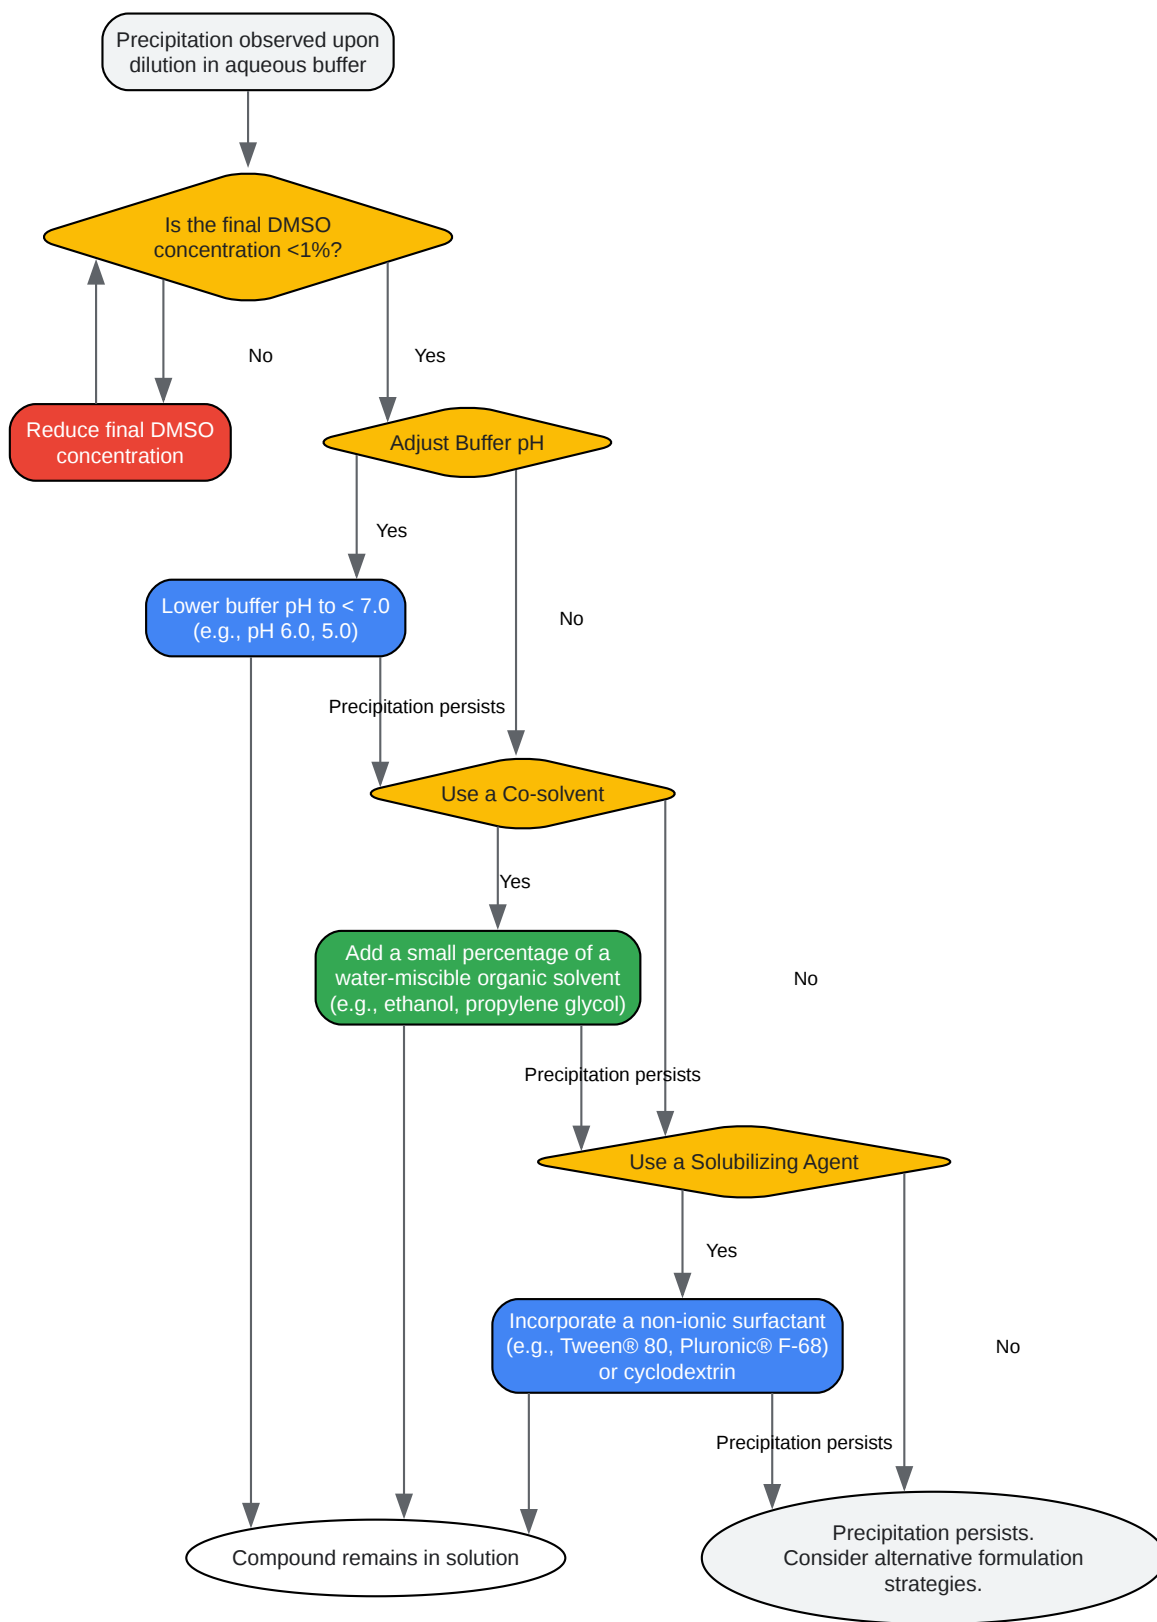 Precipitation observed upon
dilution in aqueous buffer
Is the final DMSO
concentration <1%?
No
Yes
Reduce final DMSO
concentration
Adjust Buffer pH
Yes
Lower buffer pH to < 7.0
(e.g., pH 6.0, 5.0)
No
Precipitation persists
Use a Co-solvent
Yes
Add a small percentage of a
water-miscible organic solvent
(e.g., ethanol, propylene glycol)
No
Precipitation persists
Use a Solubilizing Agent
Yes
Incorporate a non-ionic surfactant
(e.g., Tween® 80, Pluronic® F-68)
or cyclodextrin
No
Precipitation persists
Compound remains in solution
Precipitation persists.
Consider alternative formulation
strategies.